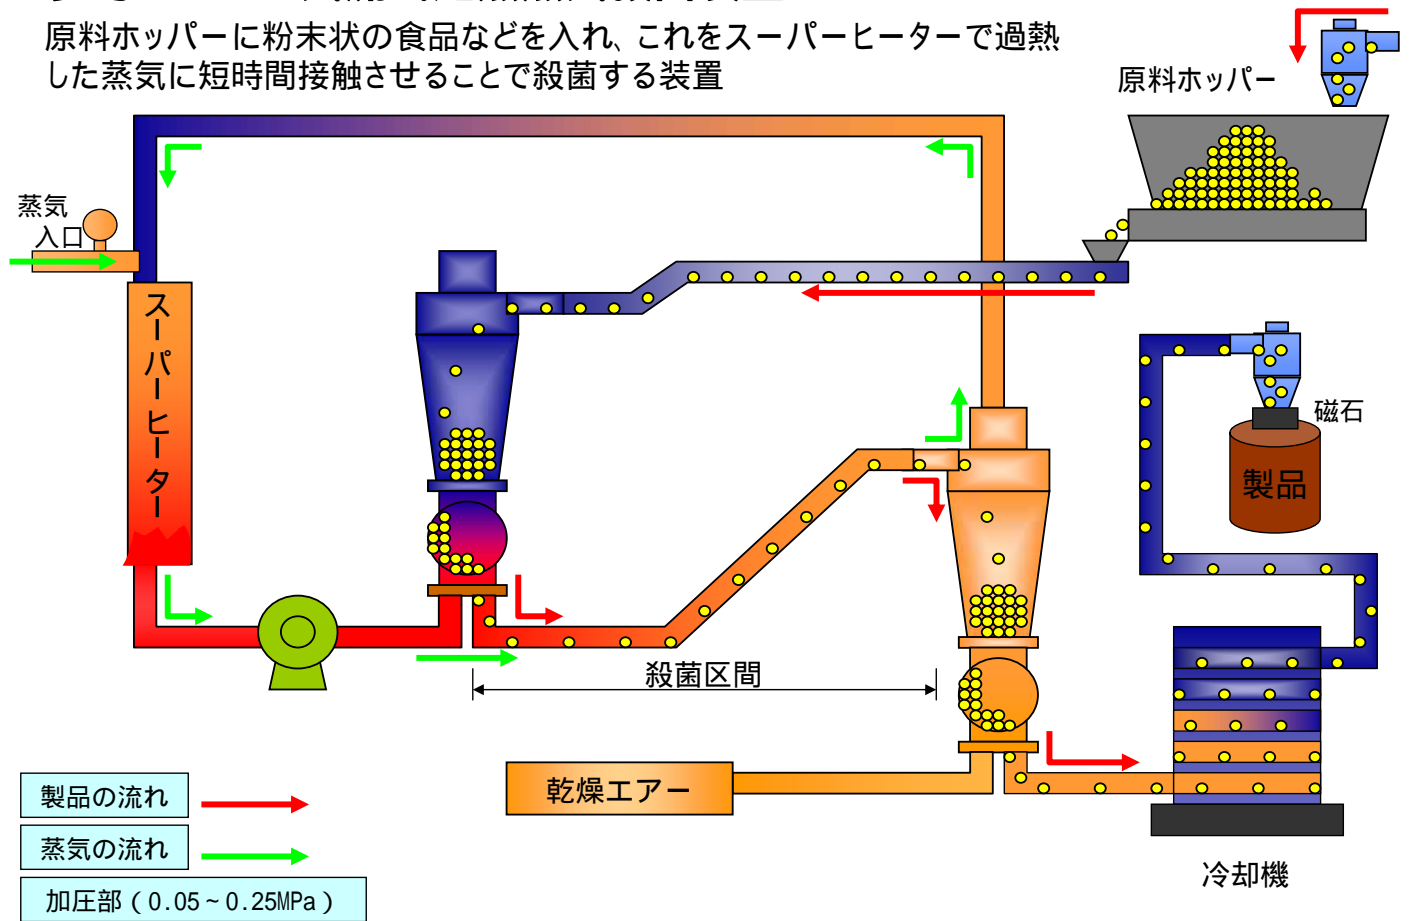 原料ホッパーに粉末状の食品などを入れ、これをスーパーヒーターで過熱
した蒸気に短時間接触させることで殺菌する装置
原料ホッパー
蒸気
入口
スーパーヒーター
磁石
製品
殺菌区間
乾燥エアー
製品の流れ
蒸気の流れ
加圧部(0.05~0.25MPa)
冷却機